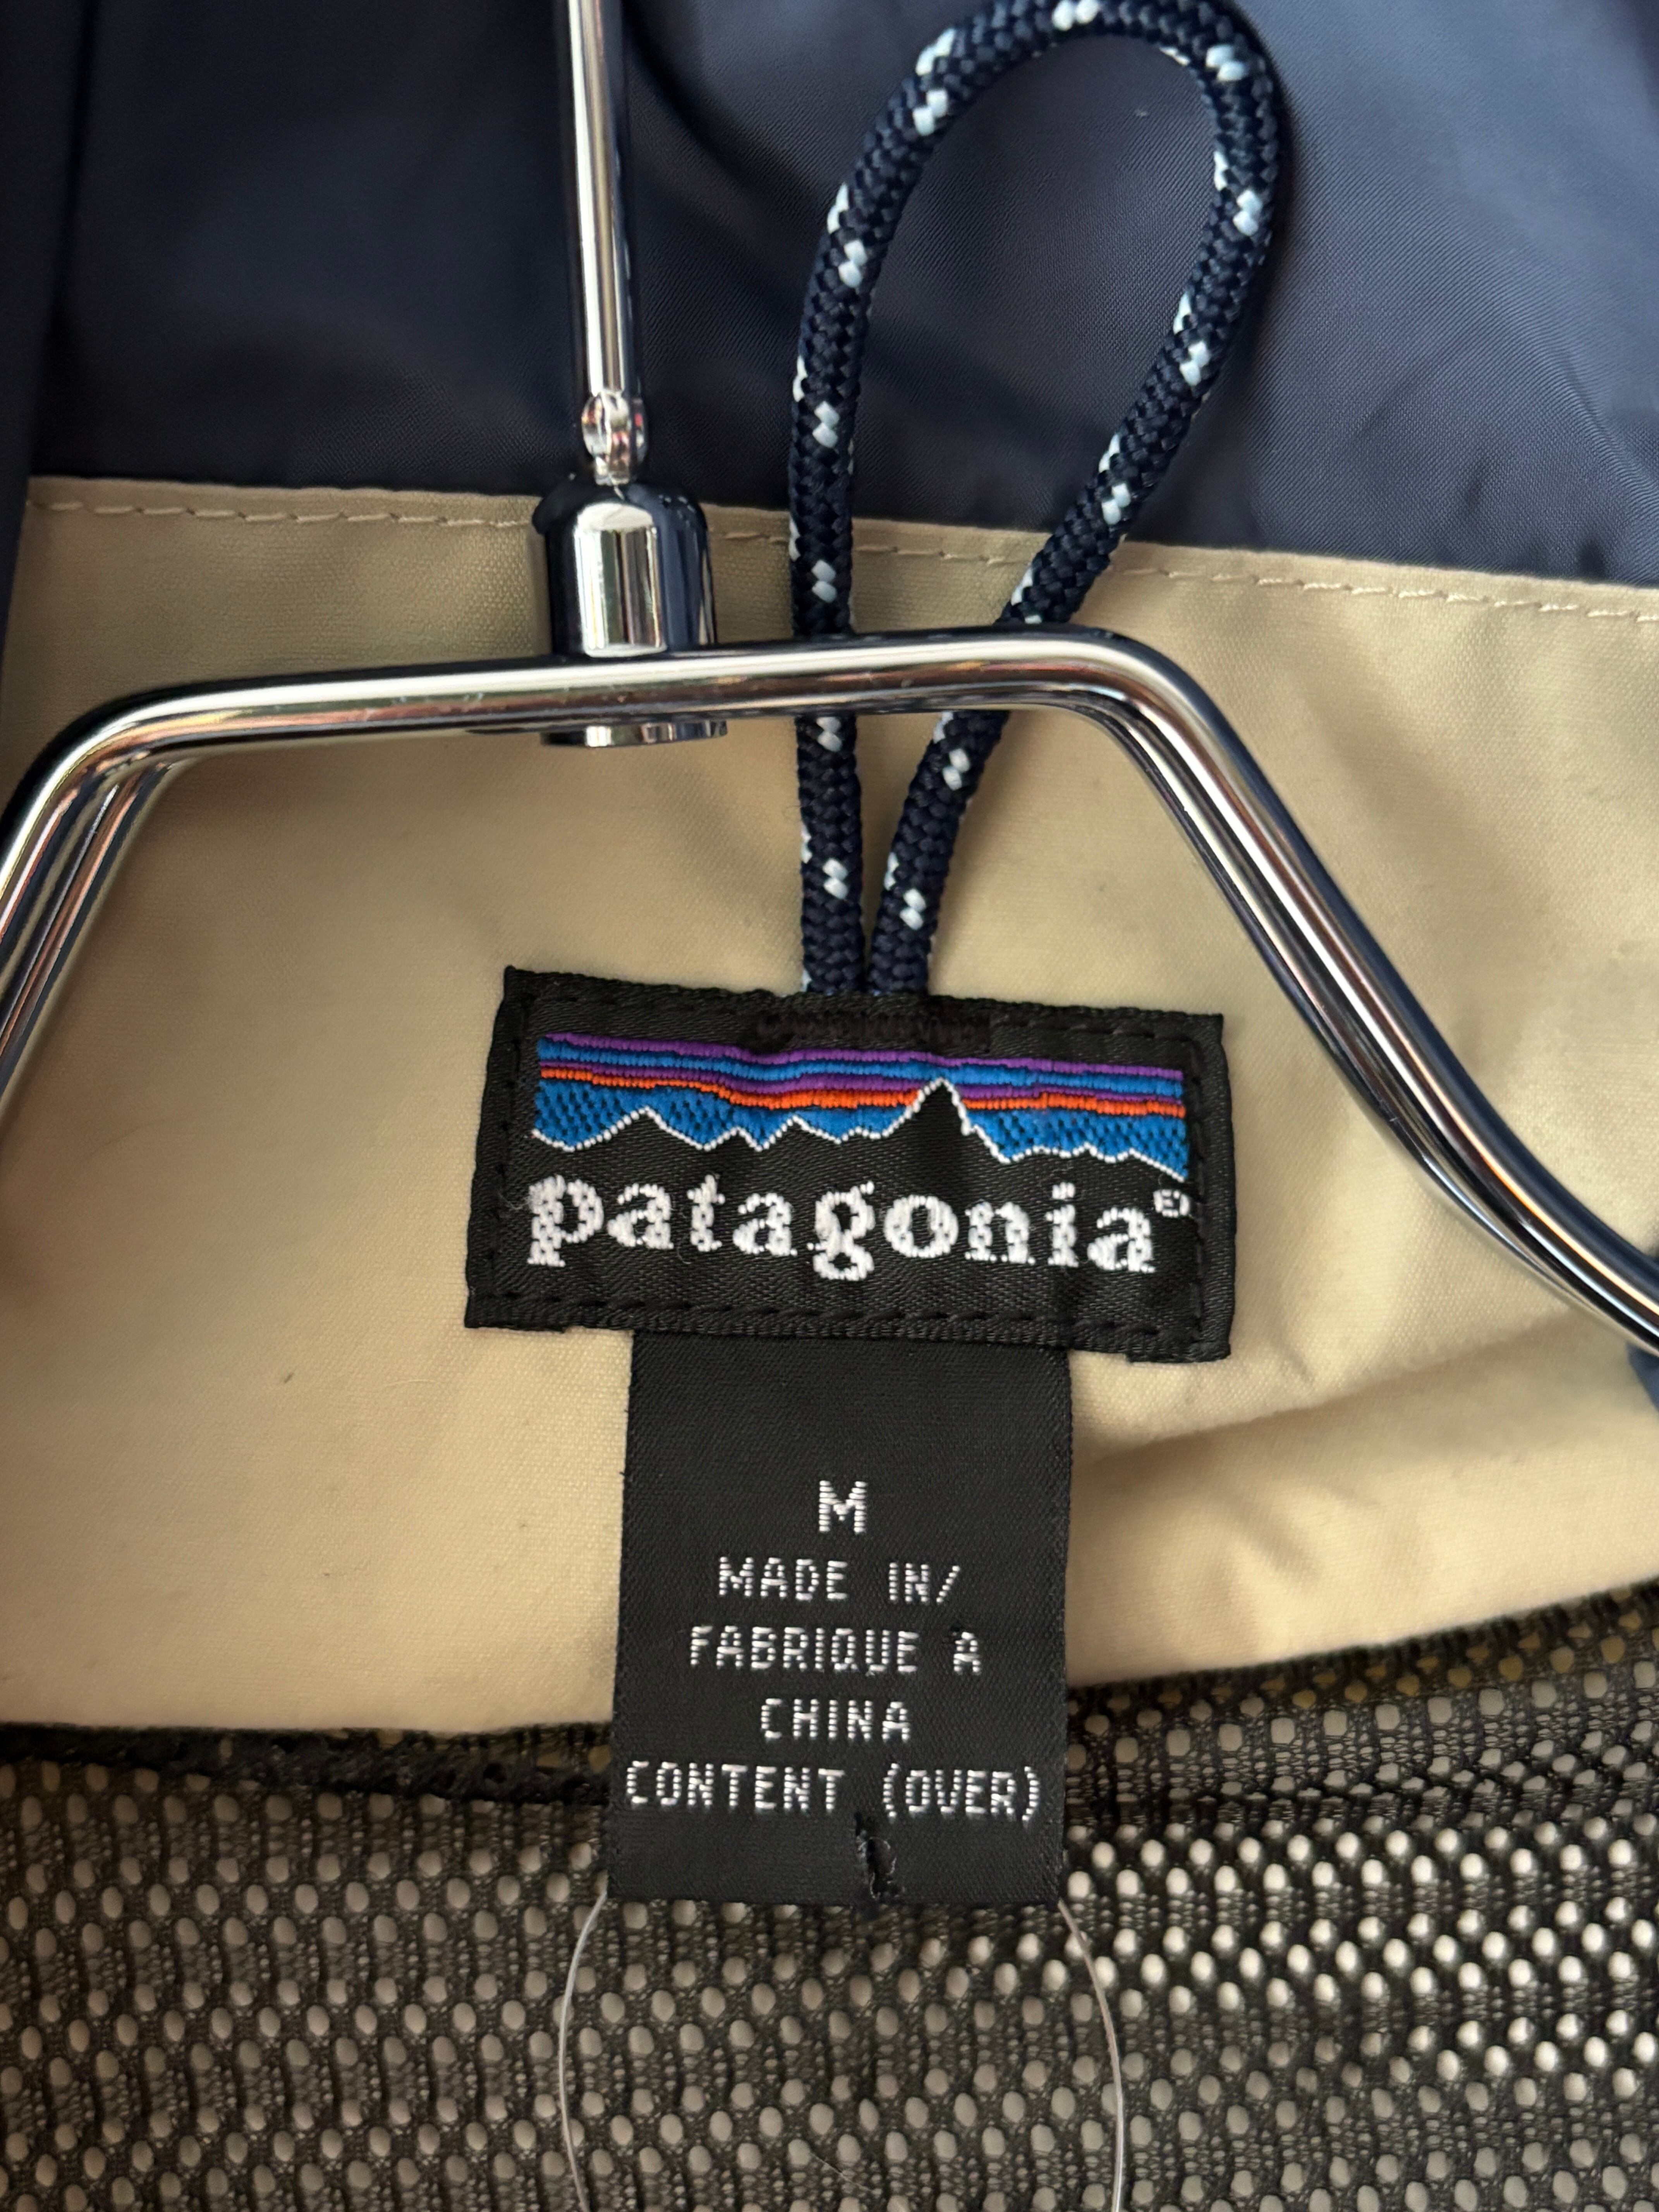 patagonia®
M
MADE IN/
FABRIQUE A
CHINA
CONTENT (OVER)